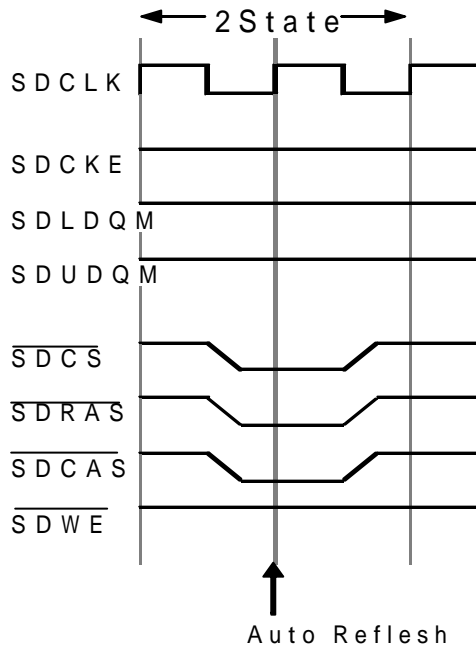 2State
SDCLK
SDCKE
SDLDQM
SDUDQM
SDCS
SDRAS
SDCAS
SDWE
Auto Reflesh